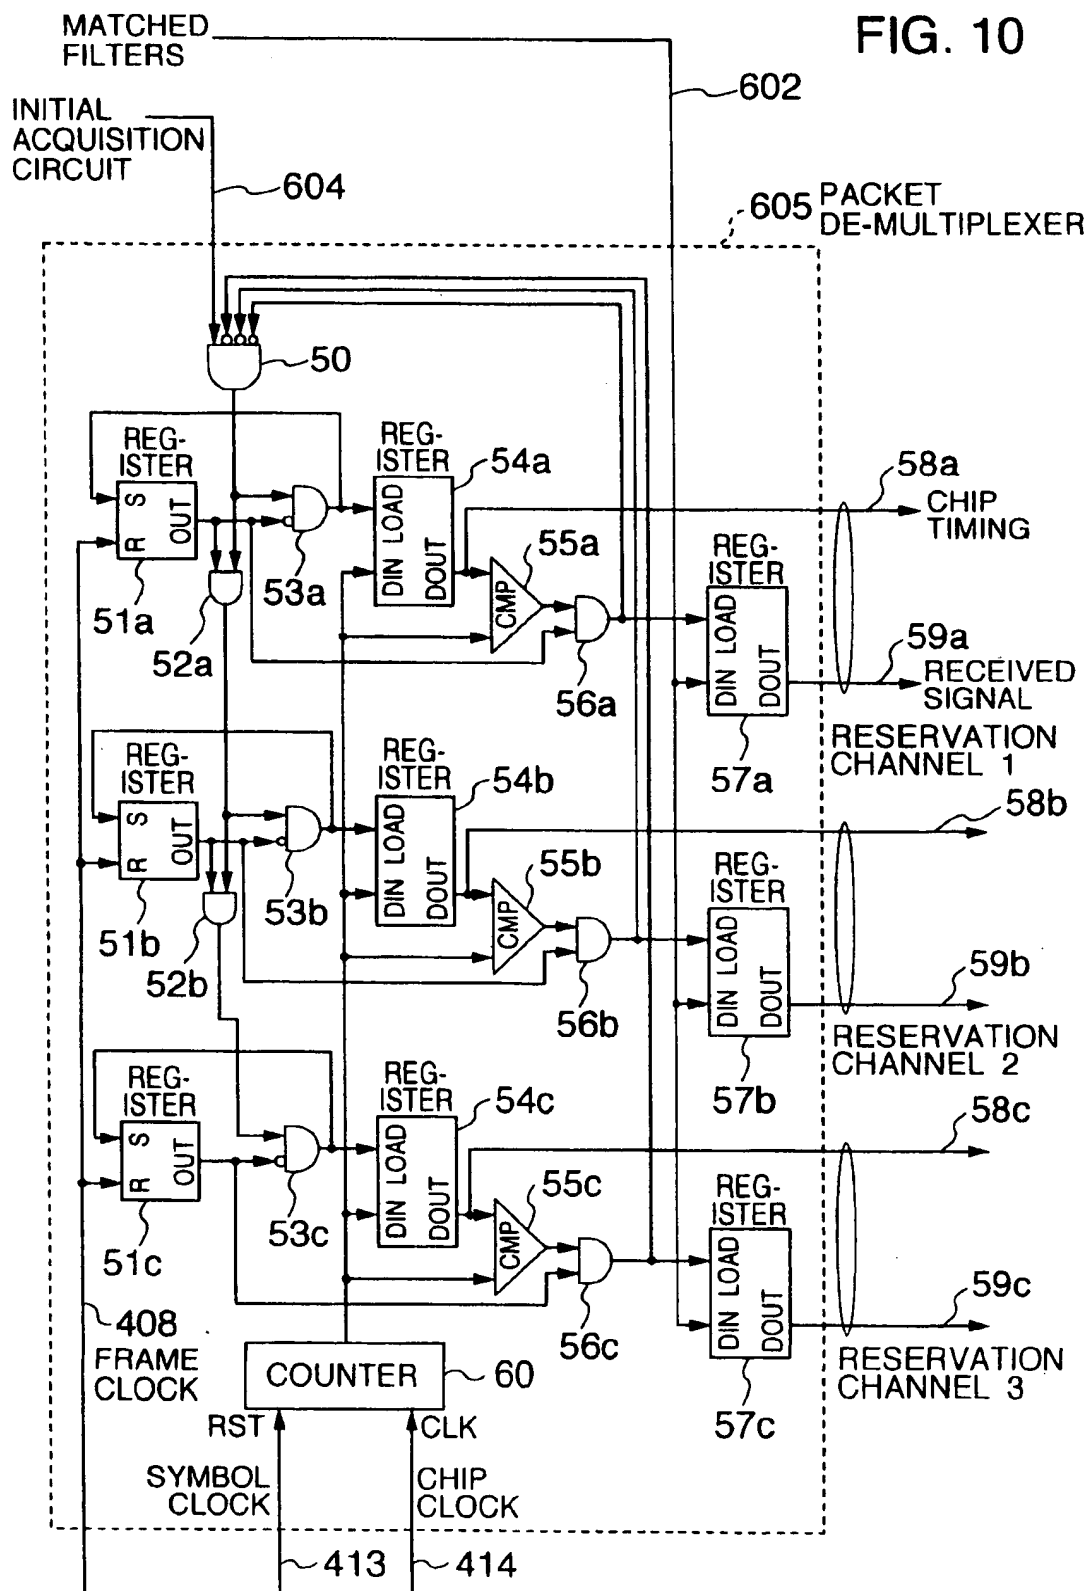 FIG. 10
MATCHED
FILTERS
602
INITIAL
ACQUISITION
CIRCUIT
604
605 PACKET
DE-MULTIPLEXER
50
REG-
ISTER
S
R
OUT
51a
52a
53a
REG-
ISTER
LOAD
DIN
DOUT
54a
55a
CMP
56a
REG-
ISTER
LOAD
DIN
DOUT
57a
58a
CHIP
TIMING
59a
RECEIVED
SIGNAL
RESERVATION
CHANNEL 1
REG-
ISTER
S
R
OUT
51b
52b
53b
REG-
ISTER
LOAD
DIN
DOUT
54b
55b
CMP
56b
REG-
ISTER
LOAD
DIN
DOUT
57b
58b
59b
RESERVATION
CHANNEL 2
REG-
ISTER
S
R
OUT
51c
53c
REG-
ISTER
LOAD
DIN
DOUT
54c
55c
CMP
56c
REG-
ISTER
LOAD
DIN
DOUT
57c
58c
59c
RESERVATION
CHANNEL 3
408
FRAME
CLOCK
COUNTER
60
RST
CLK
SYMBOL
CLOCK
CHIP
CLOCK
413
414